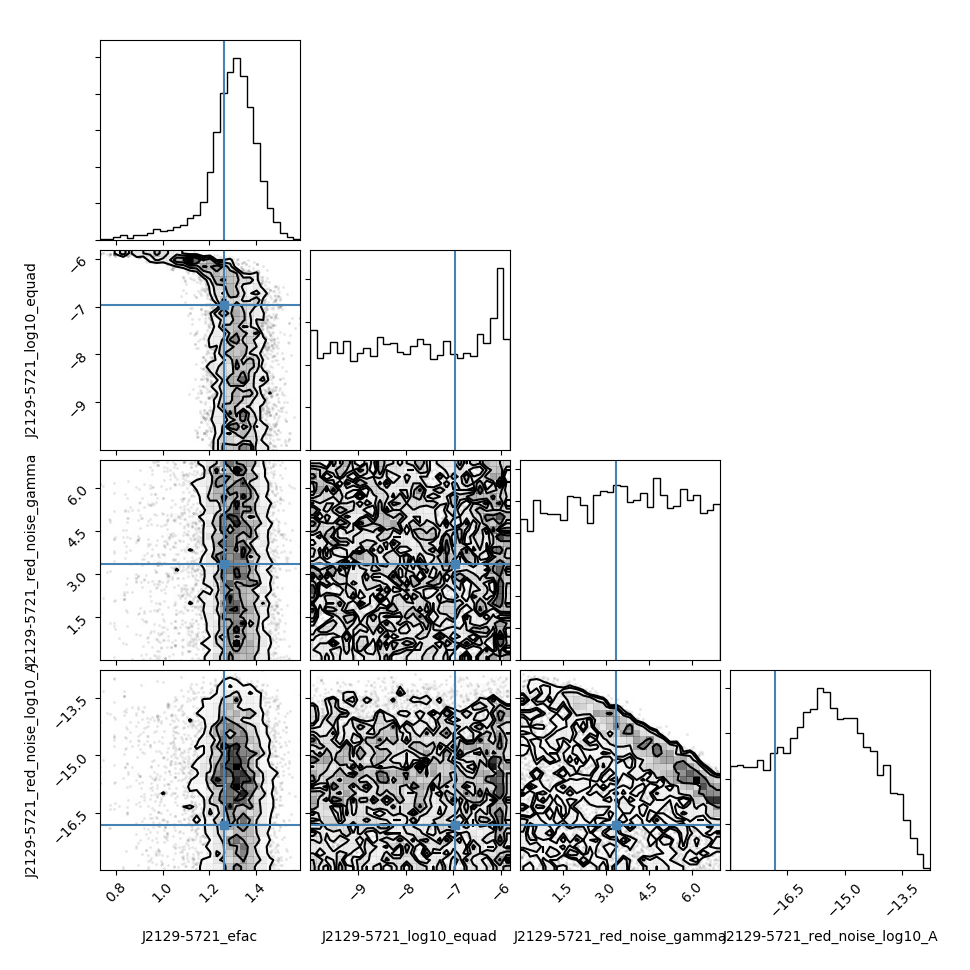 J2129-5721_log10_equad
−6
−7
−8
−9
J2129-5721_red_noise_gamma
6.0
4.5
3.0
1.5
J2129-5721_red_noise_log10_A
−13.5
−15.0
−16.5
0.8 1.0 1.2 1.4
−9 −8 −7 −6
1.5 3.0 4.5 6.0
−16.5 −15.0 −13.5
J2129-5721_efac
J2129-5721_log10_equad
J2129-5721_red_noise_gamma
J2129-5721_red_noise_log10_A